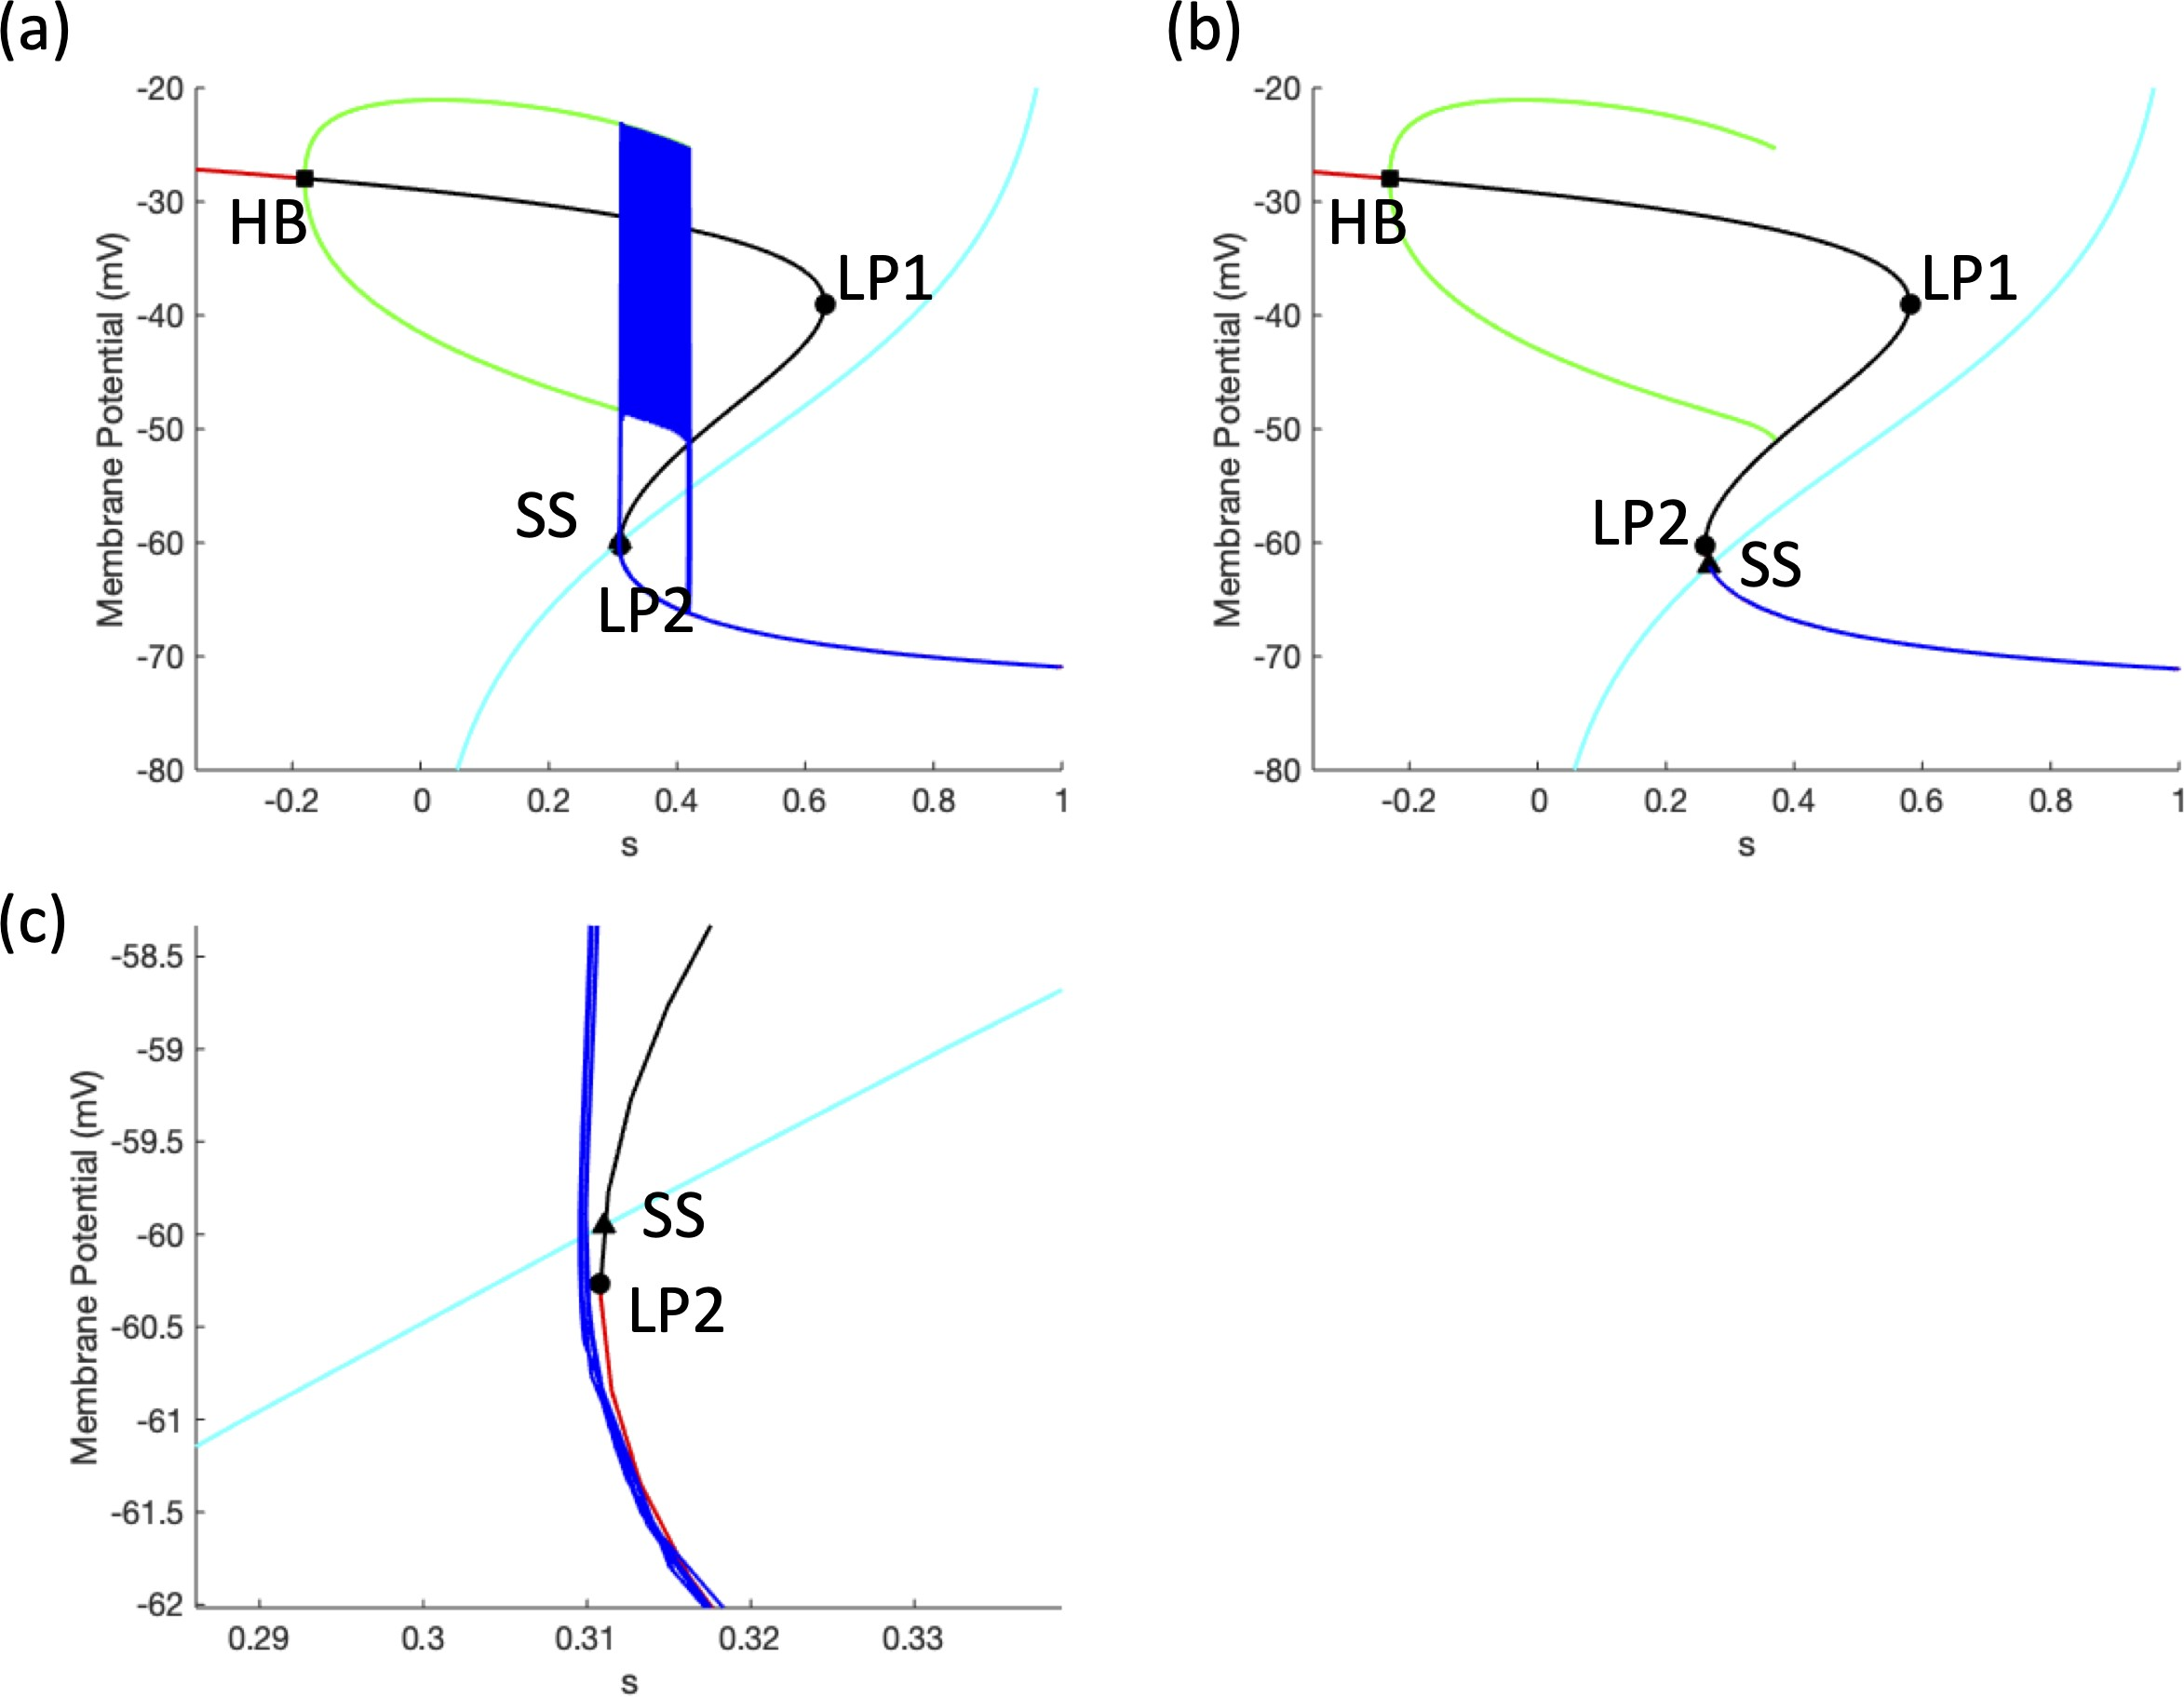 (a)
-20
-30
-40
-50
-60
-70
-80
Membrane Potential (mV)
HB
LP1
SS
LP2
-0.2 0 0.2 0.4 0.6 0.8 1
s
(b)
-20
-30
-40
-50
-60
-70
-80
Membrane Potential (mV)
HB
LP1
LP2
SS
-0.2 0 0.2 0.4 0.6 0.8 1
s
(c)
-58.5
-59
-59.5
-60
-60.5
-61
-61.5
-62
Membrane Potential (mV)
SS
LP2
0.29 0.3 0.31 0.32 0.33
s